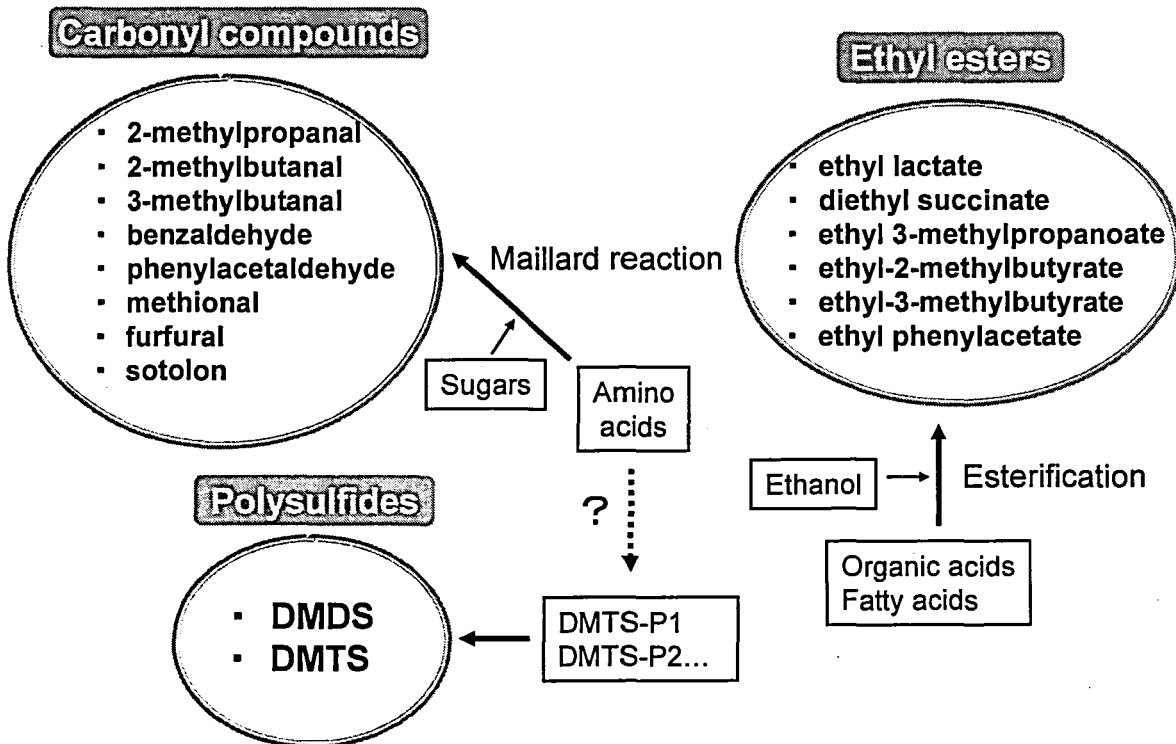 Carbonyl compounds
▪ 2-methylpropanal
▪ 2-methylbutanal
▪ 3-methylbutanal
▪ benzaldehyde
▪ phenylacetaldehyde
▪ methional
▪ furfural
▪ sotolon
Ethyl esters
▪ ethyl lactate
▪ diethyl succinate
▪ ethyl 3-methylpropanoate
▪ ethyl-2-methylbutyrate
▪ ethyl-3-methylbutyrate
▪ ethyl phenylacetate
Maillard reaction
Sugars
Amino
acids
Ethanol
Esterification
Organic acids
Fatty acids
Polysulfides
▪ DMDS
▪ DMTS
?
DMTS-P1
DMTS-P2...